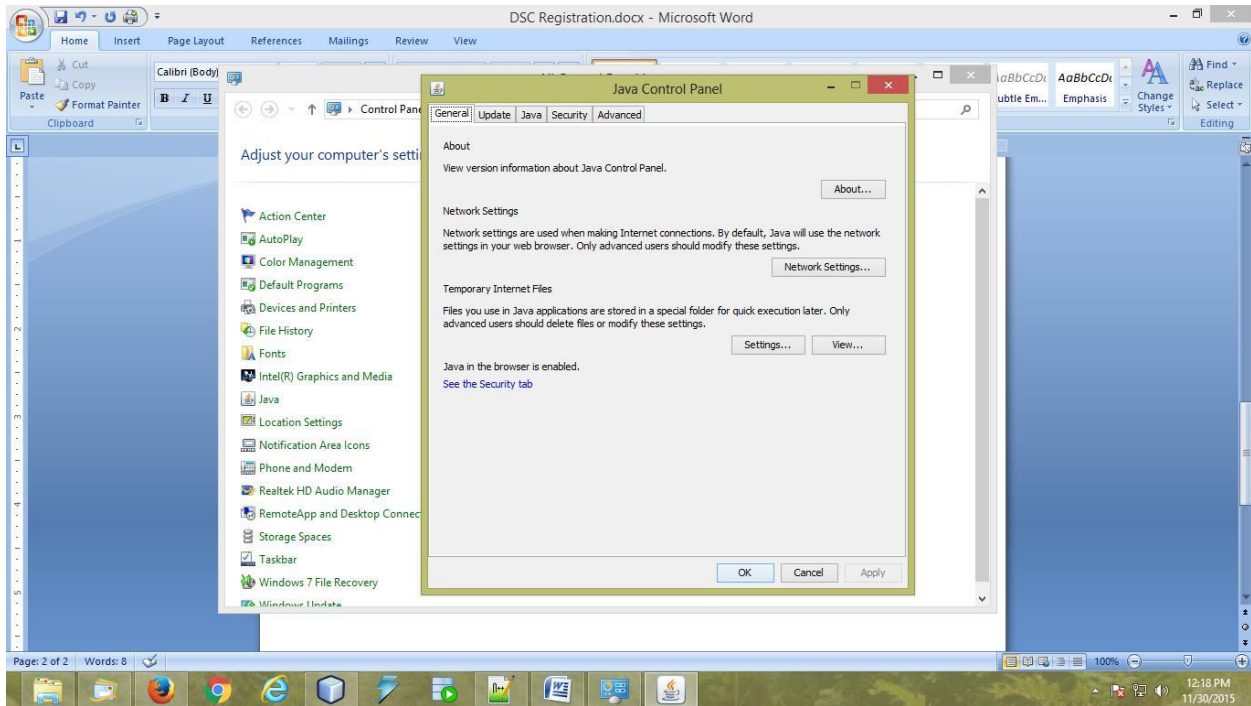 DSC Registration.docx - Microsoft Word
Home Insert Page Layout References Mailings Review View
Cut
Copy
Format Painter
Paste
Clipboard
Calibri (Body)
B I U
AaBbCcDc AaBbCcDc
ubtle Em... Emphasis
Change
Styles
Find
Replace
Select
Editing
Control Pane
Adjust your computer's setti
Action Center
AutoPlay
Color Management
Default Programs
Devices and Printers
File History
Fonts
Intel(R) Graphics and Media
Java
Location Settings
Notification Area Icons
Phone and Modem
Realtek HD Audio Manager
RemoteApp and Desktop Connec
Storage Spaces
Taskbar
Windows 7 File Recovery
Windows Update
Java Control Panel
General Update Java Security Advanced
About
View version information about Java Control Panel.
About...
Network Settings
Network settings are used when making Internet connections. By default, Java will use the network
settings in your web browser. Only advanced users should modify these settings.
Network Settings...
Temporary Internet Files
Files you use in Java applications are stored in a special folder for quick execution later. Only
advanced users should delete files or modify these settings.
Settings... View...
Java in the browser is enabled.
See the Security tab
OK Cancel Apply
Page: 2 of 2 Words: 8
100%
12:18 PM
11/30/2015